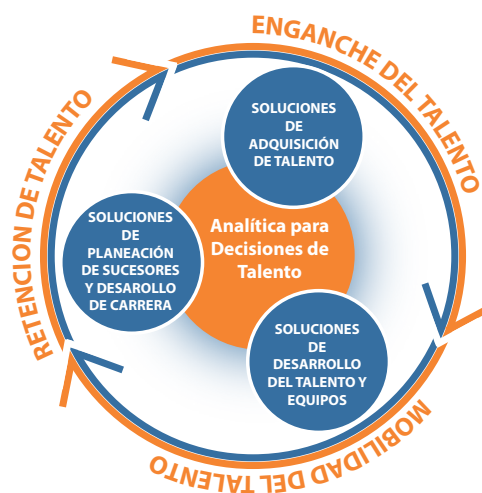 ENGANCHE DEL TALENTO
SOLUCIONES
DE
ADQUISICIÓN
DE TALENTO
RETENCION DE TALENTO
SOLUCIONES
DE
PLANEACIÓN
DE SUCESORES
Y DESAROLLO
DE CARRERA
Analítica para
Decisiones de
Talento
SOLUCIONES
DE
DESARROLLO
DEL TALENTO Y
EQUIPOS
MOBILIDAD DEL TALENTO